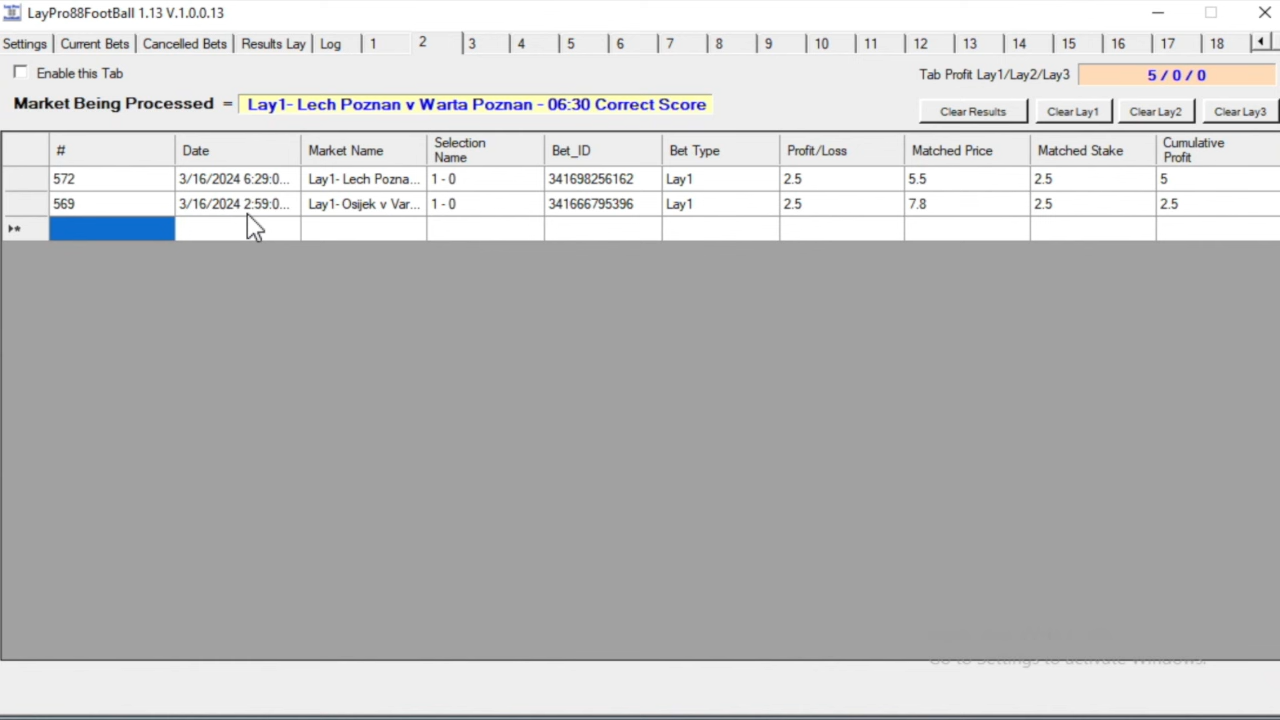 LayPro88FootBall 1.13 V.1.0.0.13
Settings Current Bets Cancelled Bets Results Lay Log 1 2 3 4 5 6 7 8 9 10 11 12 13 14 15 16 17 18
Enable this Tab Tab Profit Lay1/Lay2/Lay3 5 / 0 / 0
Market Being Processed = Lay1- Lech Poznan v Warta Poznan - 06:30 Correct Score Clear Results Clear Lay1 Clear Lay2 Clear Lay3
# Date Market Name Selection Name Bet_ID Bet Type Profit/Loss Matched Price Matched Stake Cumulative Profit
572 3/16/2024 6:29:0... Lay1- Lech Pozna... 1 - 0 341698256162 Lay1 2.5 5.5 2.5 5
569 3/16/2024 2:59:0... Lay1- Osijek v Var... 1 - 0 341666795396 Lay1 2.5 7.8 2.5 2.5
Go to Settings to activate Windows.